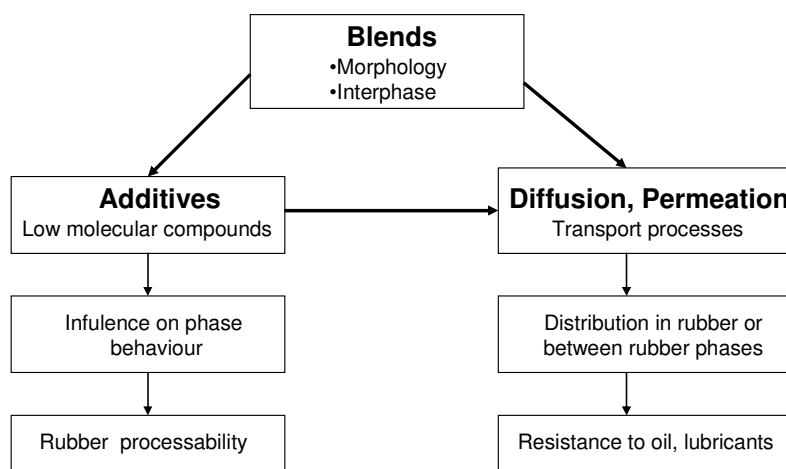 Blends
•Morphology
•Interphase
Additives
Low molecular compounds
Diffusion, Permeation
Transport processes
Infulence on phase
behaviour
Distribution in rubber or
between rubber phases
Rubber processability
Resistance to oil, lubricants